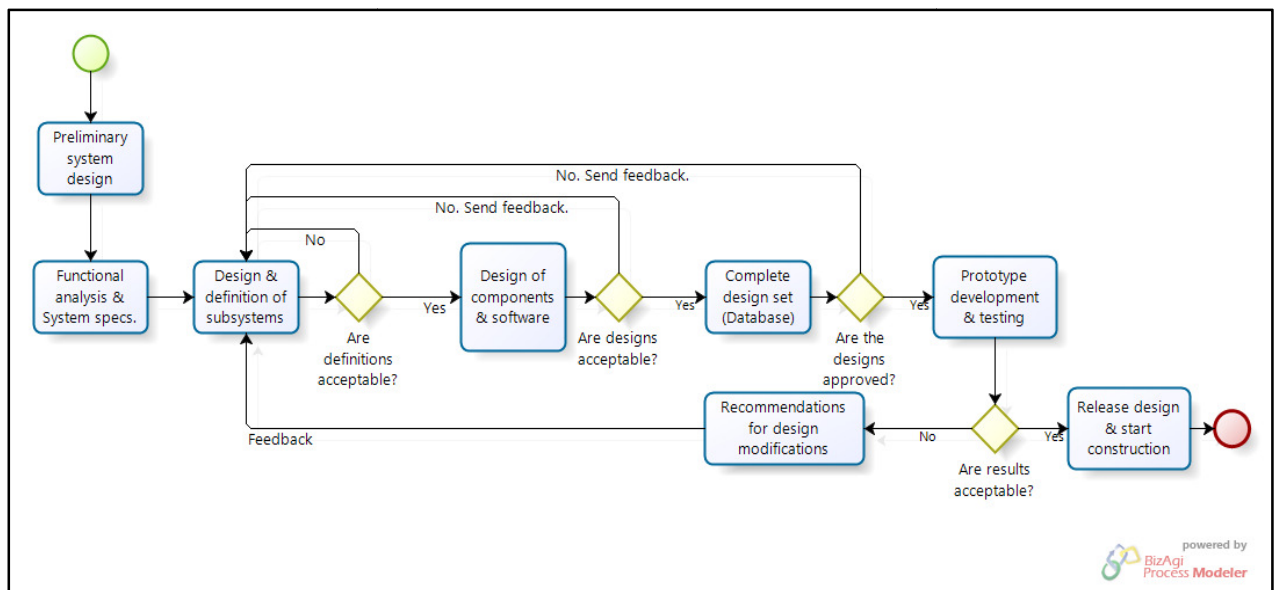 Preliminary
system
design
No. Send feedback.
No. Send feedback.
No
Functional
analysis &
System specs.
Design &
definition of
subsystems
Yes
Are
definitions
acceptable?
Design of
components
& software
Yes
Are designs
acceptable?
Complete
design set
(Database)
Yes
Are the
designs
approved?
Prototype
development
& testing
Feedback
Recommendations
for design
modifications
No
Yes
Are results
acceptable?
Release design
& start
construction
powered by
BizAgi
Process Modeler